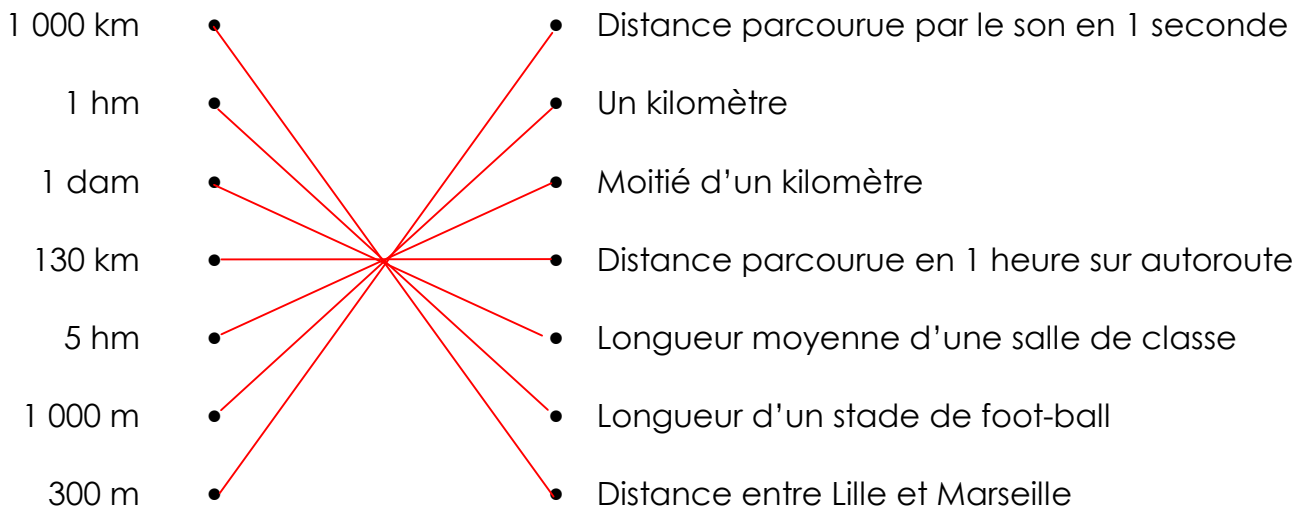 1 000 km Distance parcourue par le son en 1 seconde
1 hm Un kilomètre
1 dam Moitié d’un kilomètre
130 km Distance parcourue en 1 heure sur autoroute
5 hm Longueur moyenne d’une salle de classe
1 000 m Longueur d’un stade de foot-ball
300 m Distance entre Lille et Marseille